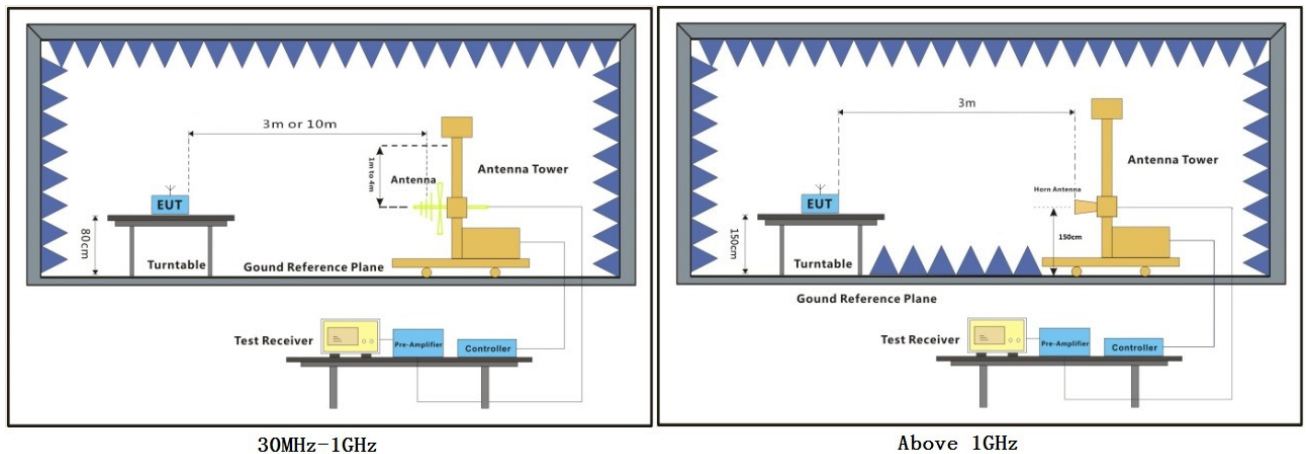 3m or 10m
1m to 4m
Antenna
Antenna Tower
EUT
80cm
Turntable
Gound Reference Plane
Test Receiver
Pre-Amplifier
Controller
30MHz-1GHz
3m
Antenna Tower
Horn Antenna
EUT
150cm
150cm
Turntable
Gound Reference Plane
Test Receiver
Pre-Amplifier
Controller
Above 1GHz